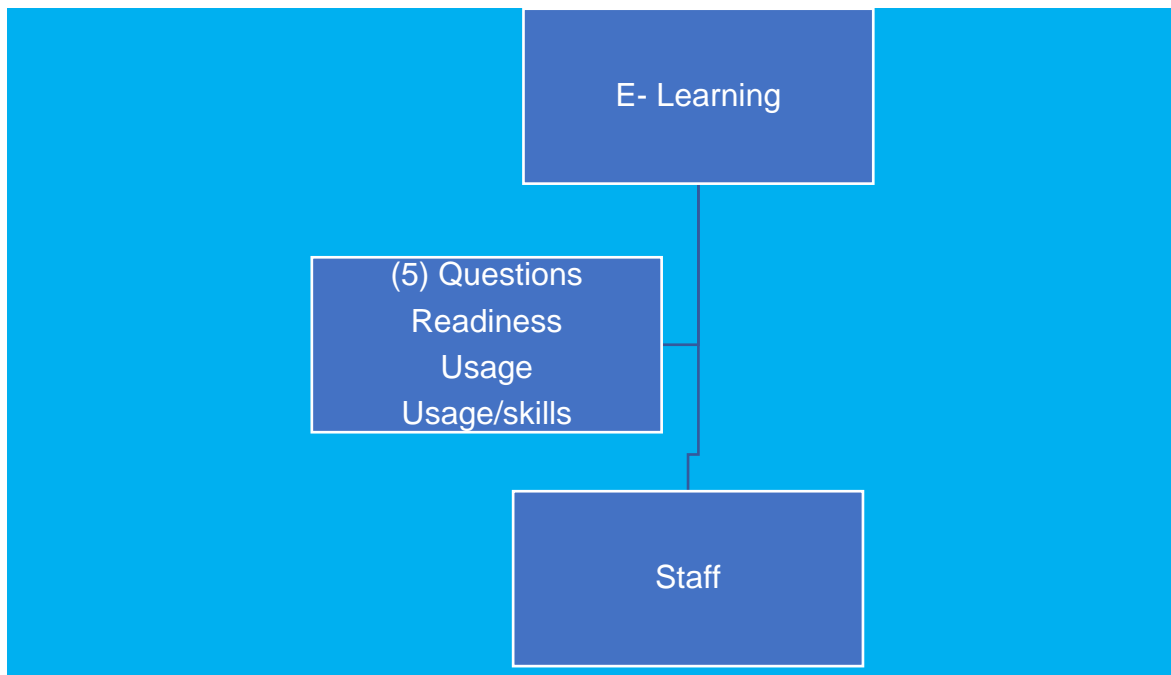 E- Learning
(5) Questions
Readiness
Usage
Usage/skills
Staff